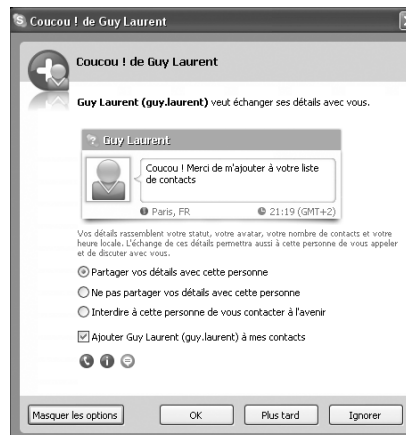 Coucou ! de Guy Laurent
Coucou ! de Guy Laurent
Guy Laurent (guy.laurent) veut échanger ses détails avec vous.
Guy Laurent
Coucou ! Merci de m'ajouter à votre liste
de contacts
Paris, FR 21:19 (GMT+2)
Vos détails rassemblent votre statut, votre avatar, votre nombre de contacts et votre
heure locale. L'échange de ces détails permettra aussi à cette personne de vous appeler
et de discuter avec vous.
Partager vos détails avec cette personne
Ne pas partager vos détails avec cette personne
Interdire à cette personne de vous contacter à l'avenir
Ajouter Guy Laurent (guy.laurent) à mes contacts
Masquer les options OK Plus tard Ignorer